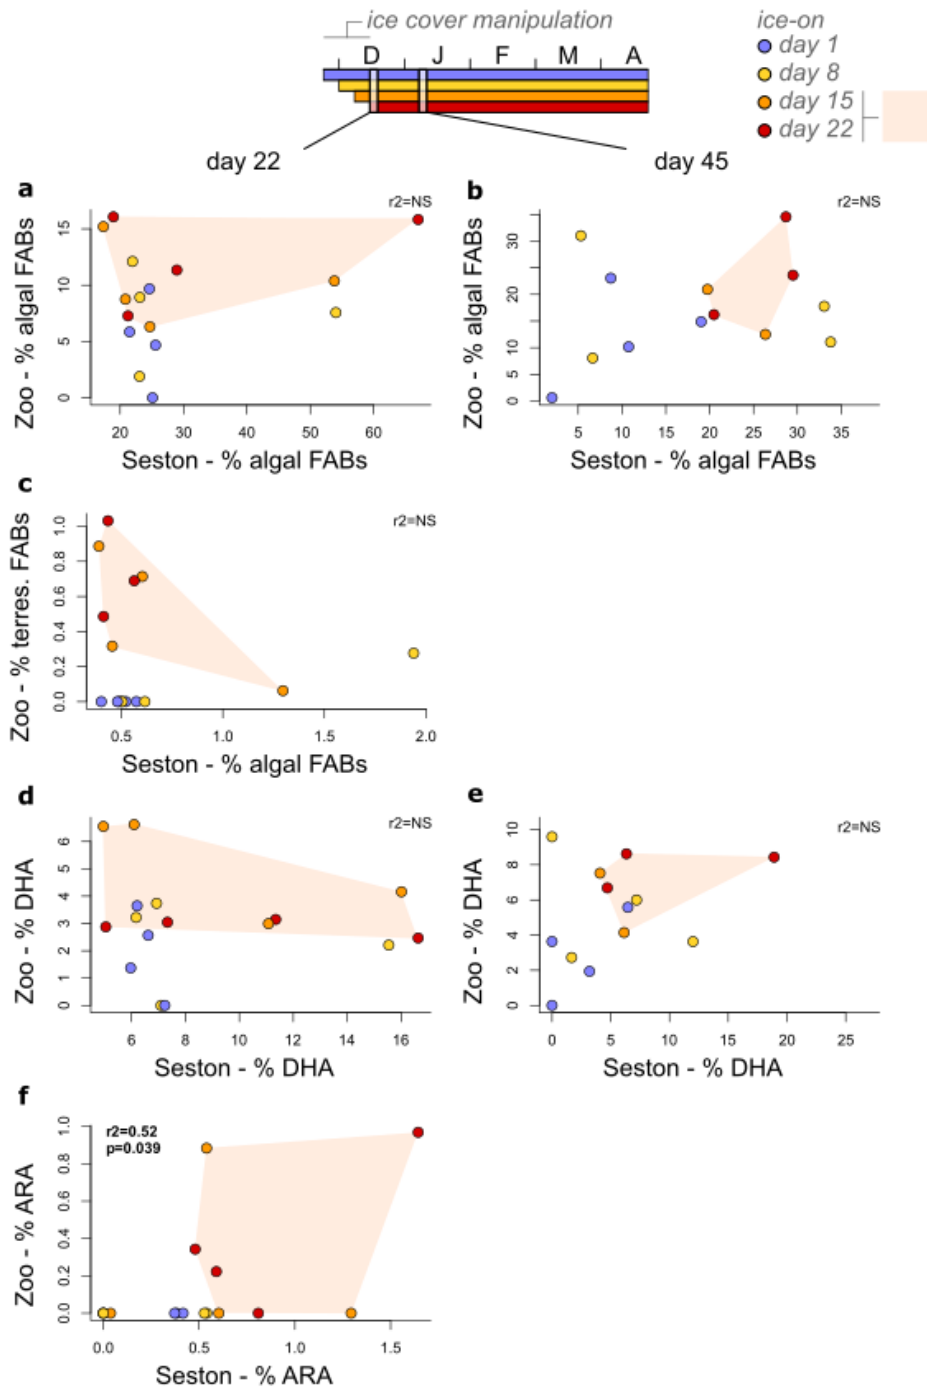 ice cover manipulation
ice-on
D J F M A
day 1
day 8
day 15
day 22
day 22
day 45
a
r2=NS
Zoo - % algal FABs
0 5 10 15
20 30 40 50 60
Seston - % algal FABs
b
r2=NS
Zoo - % algal FABs
0 5 10 20 30
5 10 15 20 25 30 35
Seston - % algal FABs
c
r2=NS
Zoo - % terres. FABs
0.0 0.2 0.4 0.6 0.8 1.0
0.5 1.0 1.5 2.0
Seston - % algal FABs
d
r2=NS
Zoo - % DHA
0 1 2 3 4 5 6
6 8 10 12 14 16
Seston - % DHA
e
r2=NS
Zoo - % DHA
0 2 4 6 8 10
0 5 10 15 20 25
Seston - % DHA
f
r2=0.52
p=0.039
Zoo - % ARA
0.0 0.2 0.4 0.6 0.8 1.0
0.0 0.5 1.0 1.5
Seston - % ARA